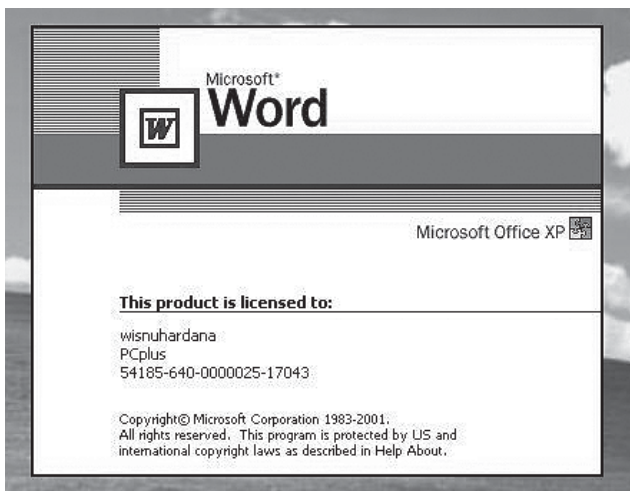 Microsoft®
Word
W
Microsoft Office XP
This product is licensed to:
wisnuhardana
PCplus
54185-640-0000025-17043
Copyright© Microsoft Corporation 1983-2001.
All rights reserved. This program is protected by US and
international copyright laws as described in Help About.